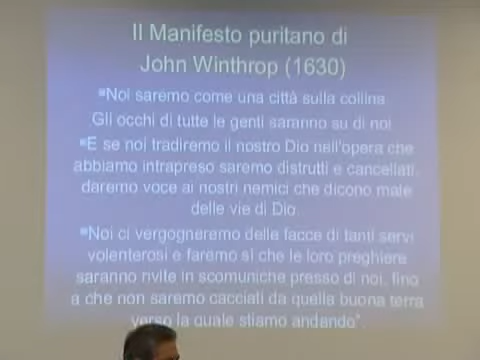 Il Manifesto puritano di
John Winthrop (1630)
"Noi saremo come una città sulla collina
Gli occhi di tutte le genti saranno su di noi
E se noi tradiremo il nostro Dio nell'opera che
abbiamo intrapreso saremo distrutti e cancellati,
daremo voce ai nostri nemici che dicono male
delle vie di Dio.
Noi ci vergogneremo delle facce di tanti servi
volenterosi e faremo sì che le loro preghiere
saranno rivite in scomuniche presso di noi, fino
a che non saremo cacciati da quella buona terra
verso la quale stiamo andando".